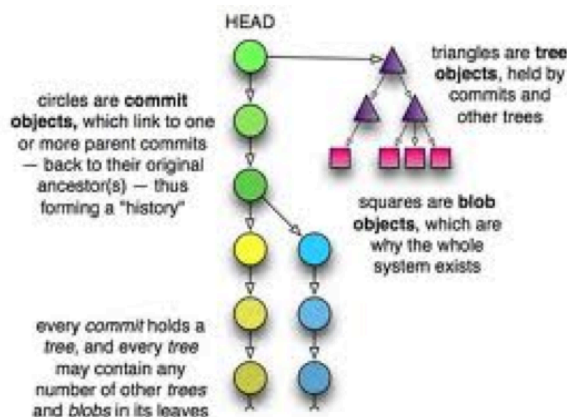 HEAD
circles are commit
objects, which link to one
or more parent commits
— back to their original
ancestor(s) — thus
forming a "history"
triangles are tree
objects, held by
commits and
other trees
squares are blob
objects, which are
why the whole
system exists
every commit holds a
tree, and every tree
may contain any
number of other trees
and blobs in its leaves